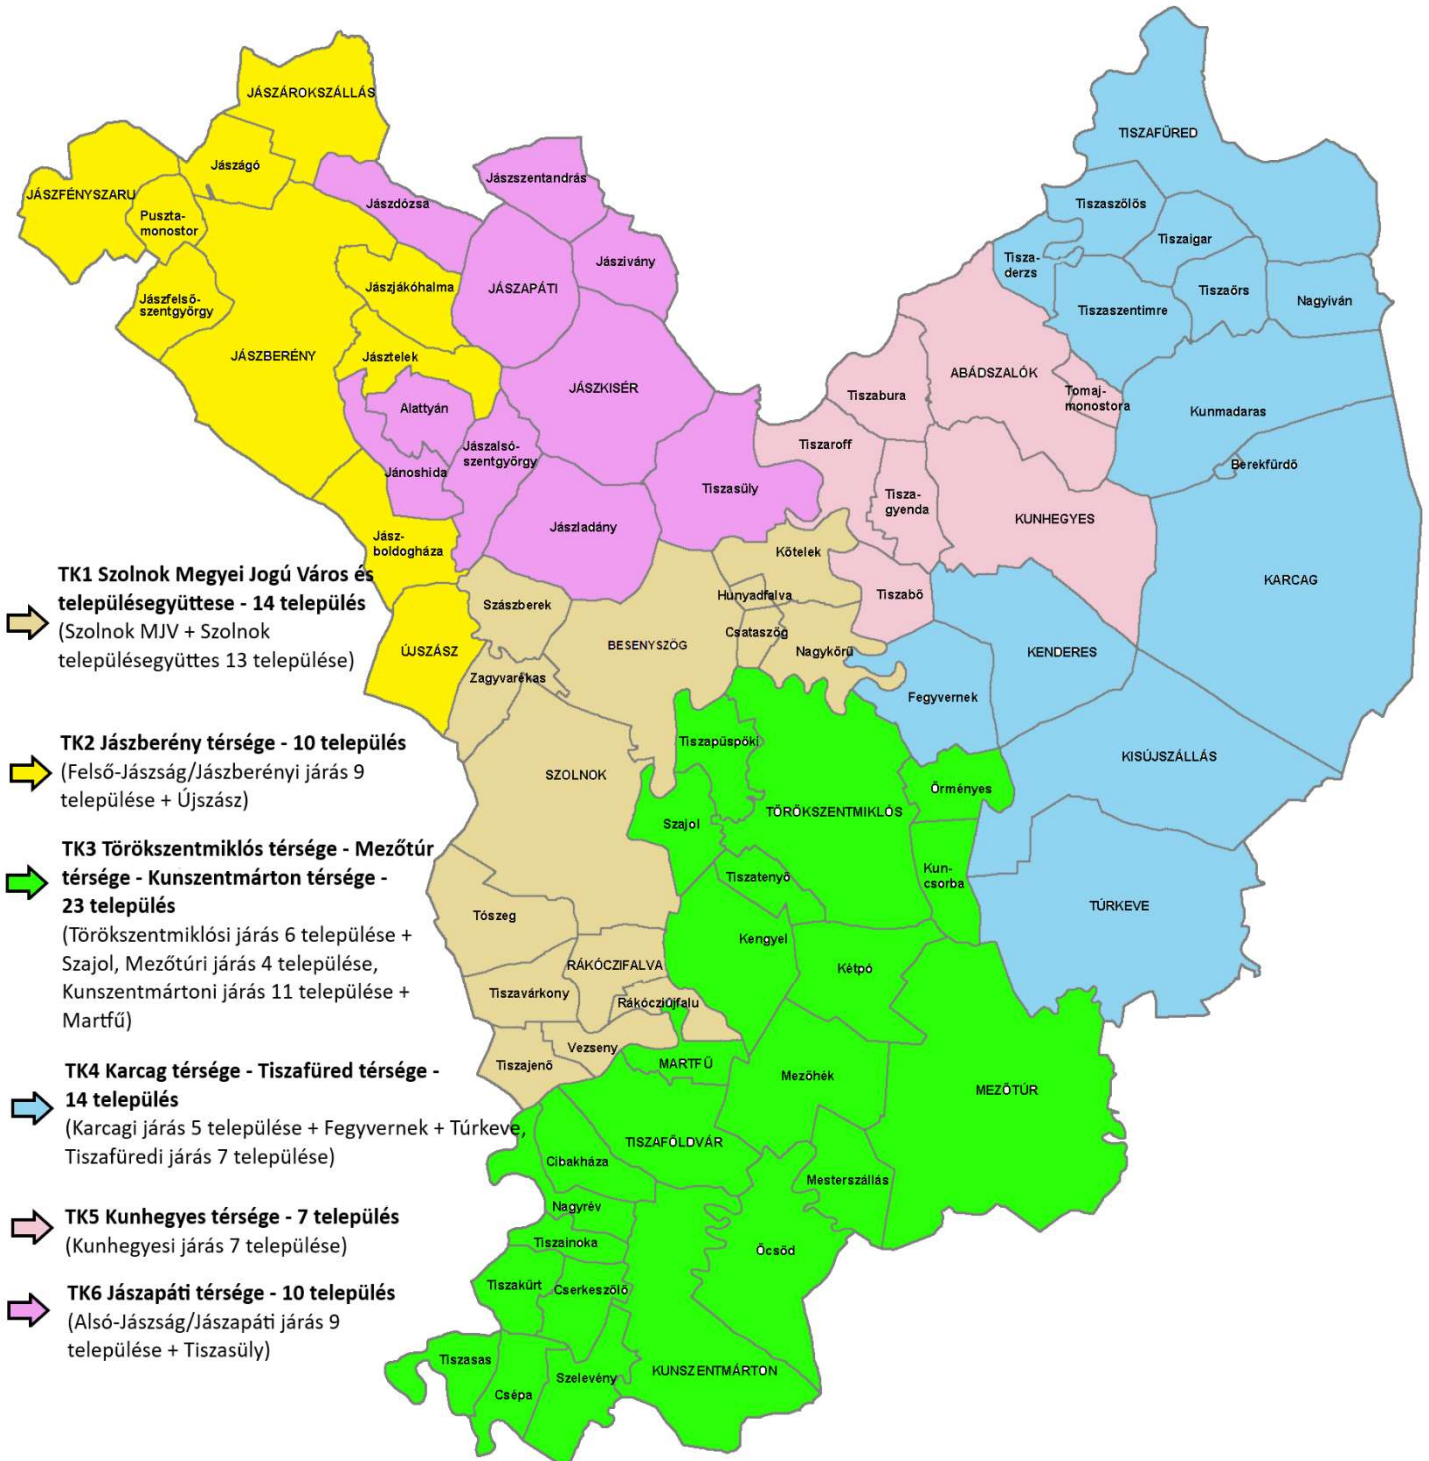 JÁSZÁROKSZÁLLÁS
Jászágó
JÁSZFÉNYSZARU
Puszta-
monostor
Jászfelső-
szentgyörgy
JÁSZBERÉNY
Jászdózsa
Jászjákóhalma
Jásztelek
Jászszentandrás
JÁSZAPÁTI
Jászivány
JÁSZKISÉR
Alattyán
Jánoshida
Jászalsó-
szentgyörgy
Jászladány
Tiszasüly
Jász-
boldogháza
ÚJSZÁSZ
TISZAFÜRED
Tiszaszőlős
Tiszaigar
Tisza-
derzs
Tiszaörs
Nagyiván
Tiszaszentimre
ABÁDSZALÓK
Tomaj-
monostora
Tiszabura
Tiszaroff
Tisza-
gyenda
KUNHEGYES
Tiszabő
Kunmadaras
Berekfürdő
KARCAG
KENDERES
Fegyvernek
KISÚJSZÁLLÁS
TÚRKEVE
Kőtelek
Hunyadfalva
Csataszög
Nagykörű
Szászberek
BESENYSZÖG
Zagyvarékas
SZOLNOK
Tószeg
RÁKÓCZIFALVA
Tiszavárkony
Rákócziújfalu
Vezseny
Tiszajenő
Tiszapüspöki
Szajol
TÖRÖKSZENTMIKLÓS
Örményes
Kun-
csorba
Tiszatenyő
Kengyel
Kétpó
MARTFŰ
Mezőhék
MEZŐTÚR
TISZAFÖLDVÁR
Cibakháza
Mesterszállás
Nagyrév
Tiszainoka
Öcsöd
Tiszakürt
Cserkeszőlő
Tiszasas
Csépa
Szelevény
KUNSZENTMÁRTON
TK1 Szolnok Megyei Jogú Város és
településegyüttese - 14 település
(Szolnok MJV + Szolnok
településegyüttes 13 települése)
TK2 Jászberény térsége - 10 település
(Felső-Jászság/Jászberényi járás 9
települése + Újszász)
TK3 Törökszentmiklós térsége - Mezőtúr
térsége - Kunszentmárton térsége -
23 település
(Törökszentmiklósi járás 6 települése +
Szajol, Mezőtúri járás 4 települése,
Kunszentmártoni járás 11 települése +
Martfű)
TK4 Karcag térsége - Tiszafüred térsége -
14 település
(Karcagi járás 5 települése + Fegyvernek + Túrkeve,
Tiszafüredi járás 7 települése)
TK5 Kunhegyes térsége - 7 település
(Kunhegyesi járás 7 települése)
TK6 Jászapáti térsége - 10 település
(Alsó-Jászság/Jászapáti járás 9
települése + Tiszasüly)